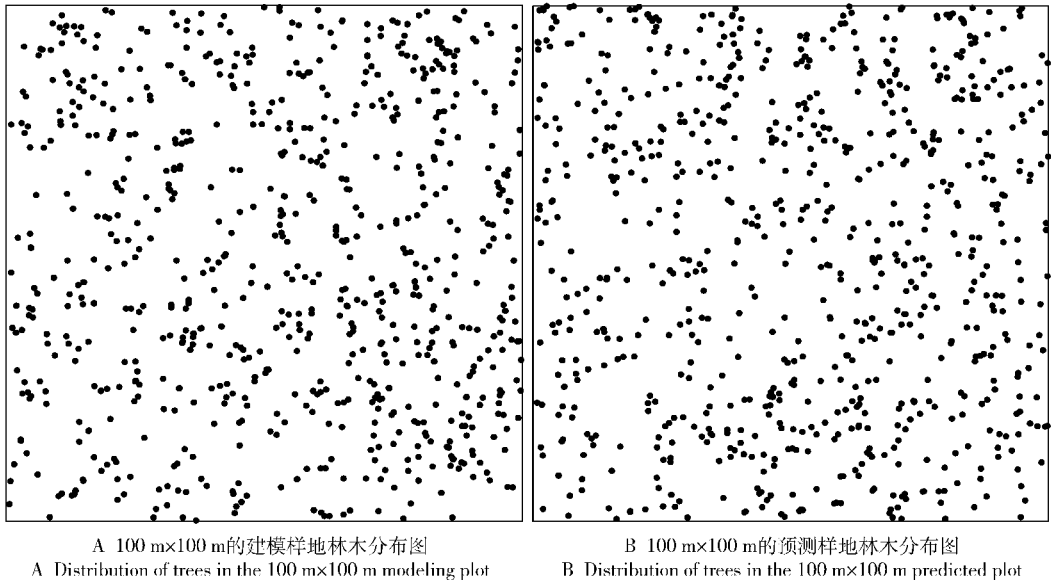 A 100 m×100 m的建模样地林木分布图
A Distribution of trees in the 100 m×100 m modeling plot
B 100 m×100 m的预测样地林木分布图
B Distribution of trees in the 100 m×100 m predicted plot